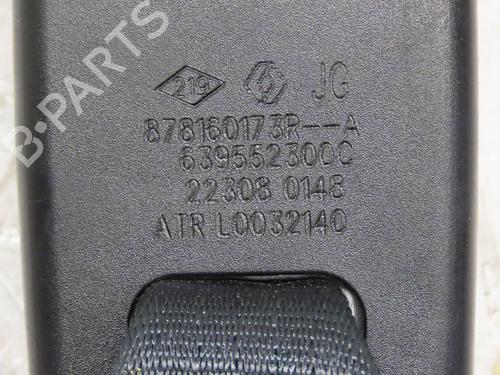 B-PARTS
219 JG
878160173R--A
639552300C
22308 0148
ATR L0032140